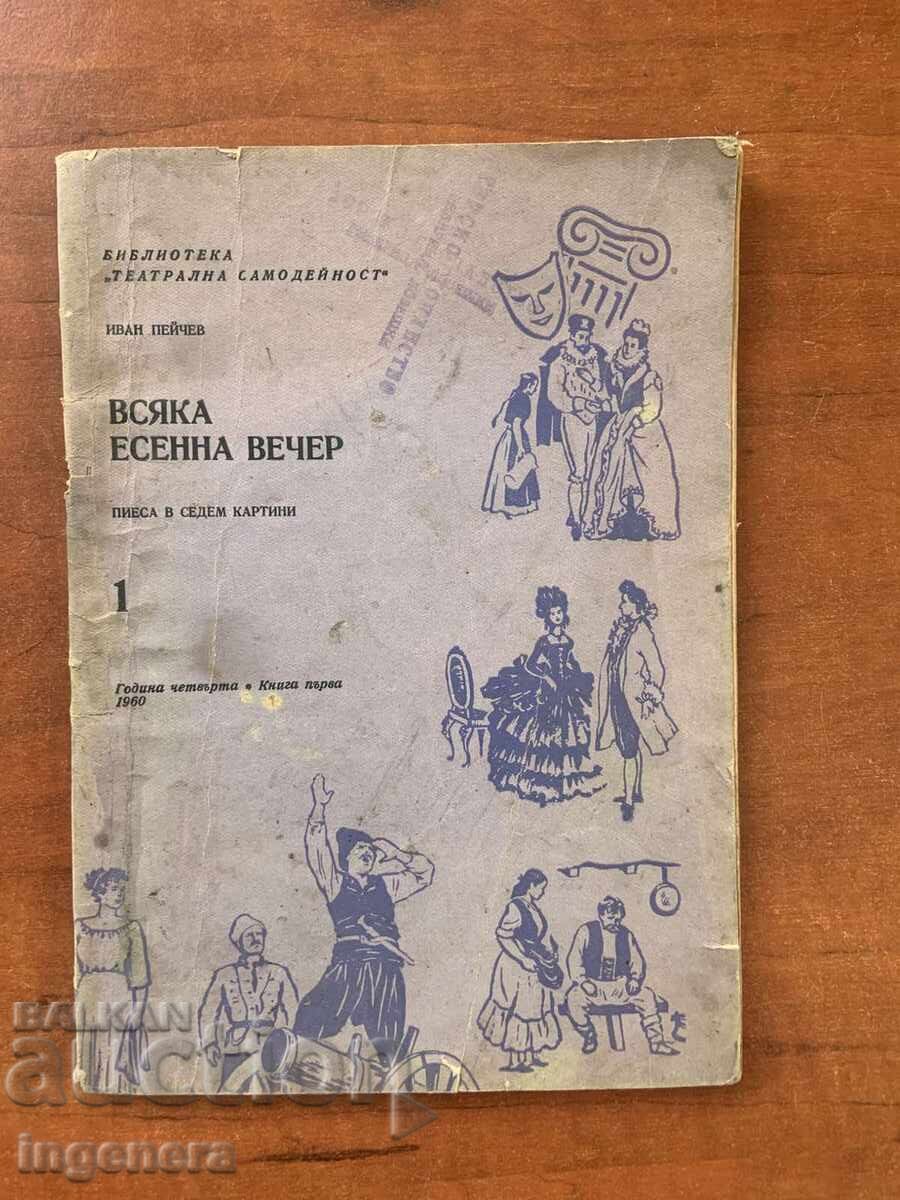 БИБЛИОТЕКА
„ТЕАТРАЛНА САМОДЕЙНОСТ“
ИВАН ПЕЙЧЕВ
ВСЯКА
ЕСЕННА ВЕЧЕР
ПИЕСА В СЕДЕМ КАРТИНИ
1
Година четвърта • Книга първа
1960
BALKAN
auction
ingenera